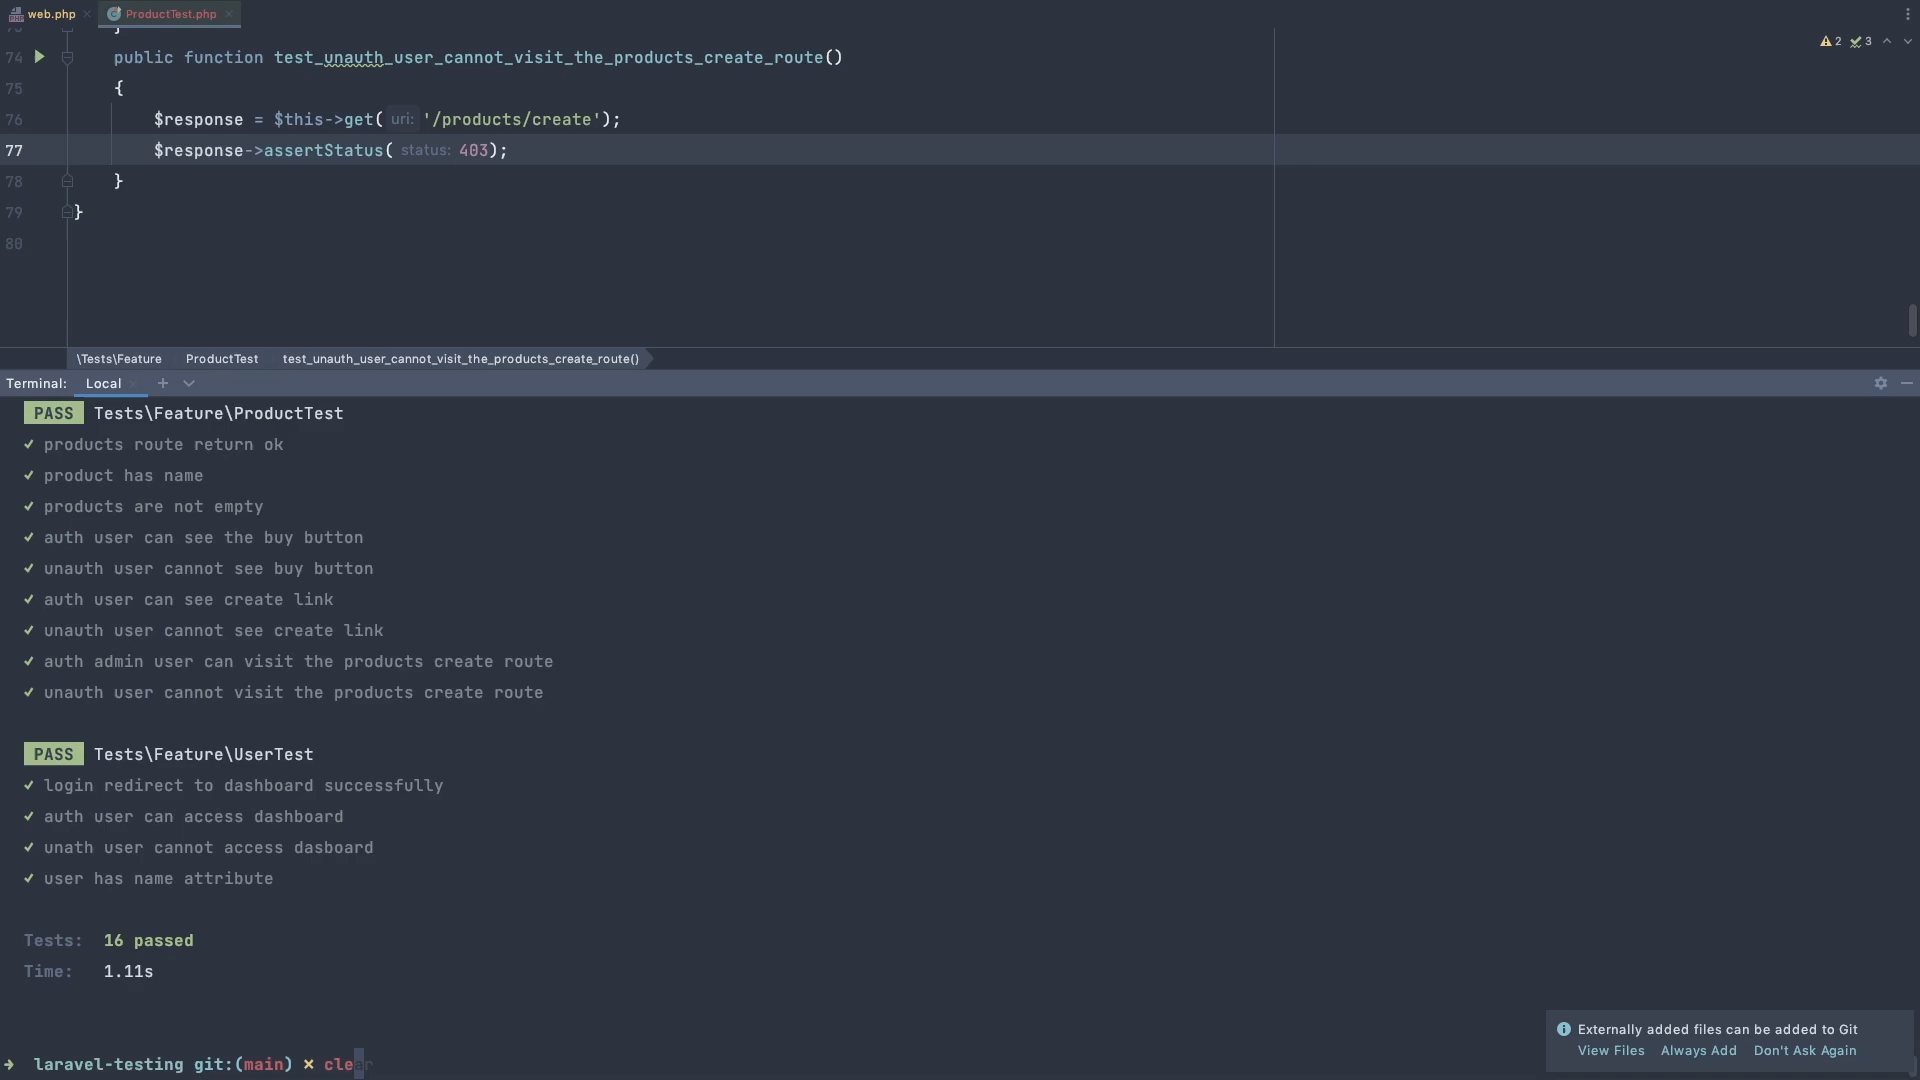 web.php ProductTest.php
2 3
74 public function test_unauth_user_cannot_visit_the_products_create_route()
75 {
76 $response = $this->get( uri: '/products/create');
77 $response->assertStatus( status: 403);
78 }
79 }
80
\Tests\Feature ProductTest test_unauth_user_cannot_visit_the_products_create_route()
Terminal: Local
PASS Tests\Feature\ProductTest
✓ products route return ok
✓ product has name
✓ products are not empty
✓ auth user can see the buy button
✓ unauth user cannot see buy button
✓ auth user can see create link
✓ unauth user cannot see create link
✓ auth admin user can visit the products create route
✓ unauth user cannot visit the products create route
PASS Tests\Feature\UserTest
✓ login redirect to dashboard successfully
✓ auth user can access dashboard
✓ unath user cannot access dasboard
✓ user has name attribute
Tests: 16 passed
Time: 1.11s
Externally added files can be added to Git
View Files Always Add Don't Ask Again
➜ laravel-testing git:(main) ✗ clear